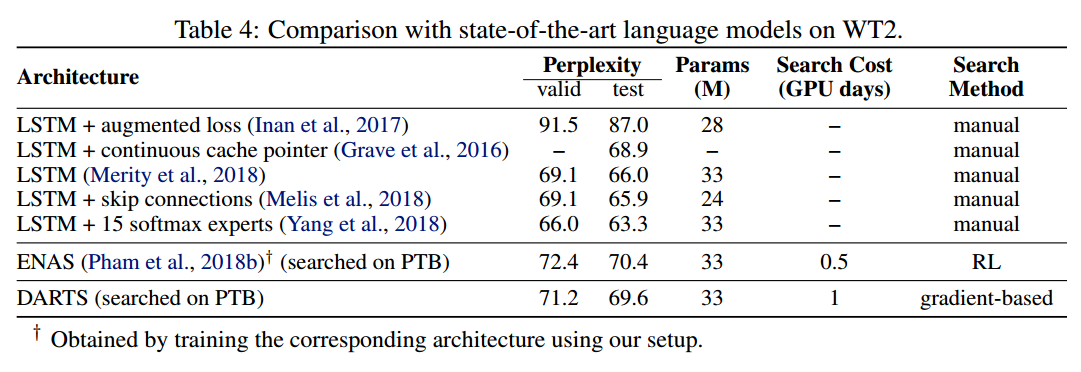 Table 4: Comparison with state-of-the-art language models on WT2.
Architecture Perplexity Params Search Cost Search
valid test (M) (GPU days) Method
LSTM + augmented loss (Inan et al., 2017) 91.5 87.0 28 – manual
LSTM + continuous cache pointer (Grave et al., 2016) – 68.9 – – manual
LSTM (Merity et al., 2018) 69.1 66.0 33 – manual
LSTM + skip connections (Melis et al., 2018) 69.1 65.9 24 – manual
LSTM + 15 softmax experts (Yang et al., 2018) 66.0 63.3 33 – manual
ENAS (Pham et al., 2018b)† (searched on PTB) 72.4 70.4 33 0.5 RL
DARTS (searched on PTB) 71.2 69.6 33 1 gradient-based
† Obtained by training the corresponding architecture using our setup.